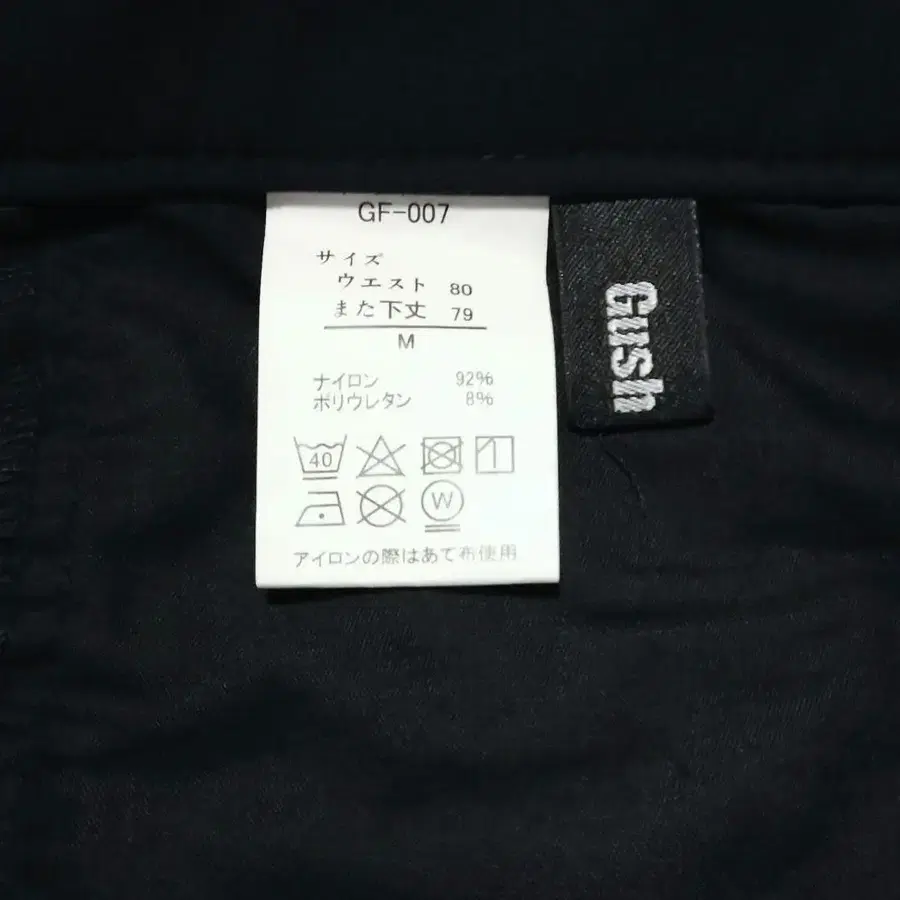 GF-007
サイズ
ウエスト 80
また下丈 79
M
ナイロン 92%
ポリウレタン 8%
40
W
アイロンの際はあて布使用
Gush